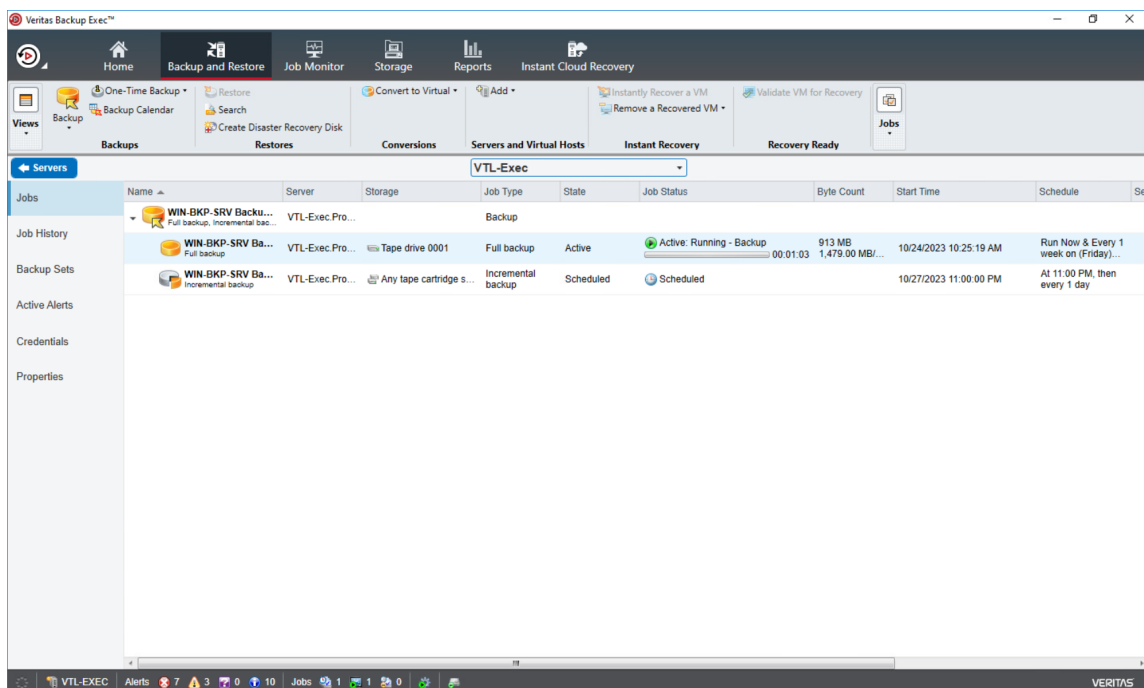 Veritas Backup Exec™
Home
Backup and Restore
Job Monitor
Storage
Reports
Instant Cloud Recovery
Views
Backup
One-Time Backup
Backup Calendar
Backups
Restore
Search
Create Disaster Recovery Disk
Restores
Convert to Virtual
Conversions
Add
Servers and Virtual Hosts
Instantly Recover a VM
Remove a Recovered VM
Instant Recovery
Validate VM for Recovery
Recovery Ready
Jobs
Servers
VTL-Exec
Jobs
Job History
Backup Sets
Active Alerts
Credentials
Properties
Name Server Storage Job Type State Job Status Byte Count Start Time Schedule Se
WIN-BKP-SRV Backu... VTL-Exec.Pro... Backup
Full backup, Incremental bac...
WIN-BKP-SRV Ba... VTL-Exec.Pro... Tape drive 0001 Full backup Active Active: Running - Backup 913 MB 10/24/2023 10:25:19 AM Run Now & Every 1
Full backup 00:01:03 1,479.00 MB/... week on (Friday)...
WIN-BKP-SRV Ba... VTL-Exec.Pro... Any tape cartridge s... Incremental Scheduled Scheduled 10/27/2023 11:00:00 PM At 11:00 PM, then
Incremental backup backup every 1 day
VTL-EXEC Alerts 7 3 0 10 Jobs 1 1 0
VERITAS